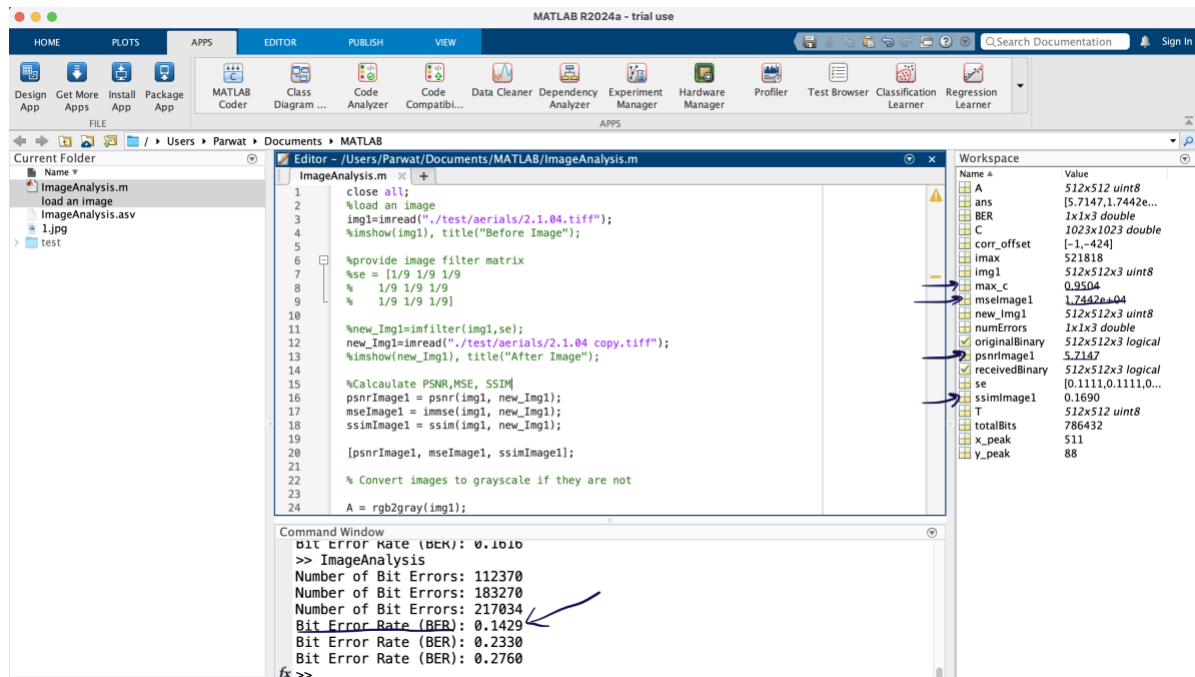 MATLAB R2024a - trial use
HOME PLOTS APPS EDITOR PUBLISH VIEW Search Documentation Sign In
Design App
Get More Apps
Install App
Package App
MATLAB Coder
Class Diagram ...
Code Analyzer
Code Compatibi...
Data Cleaner
Dependency Analyzer
Experiment Manager
Hardware Manager
Profiler
Test Browser
Classification Learner
Regression Learner
FILE APPS
/ Users Parwat Documents MATLAB
Current Folder
Name
ImageAnalysis.m
load an image
ImageAnalysis.asv
1.jpg
test
Editor - /Users/Parwat/Documents/MATLAB/ImageAnalysis.m
ImageAnalysis.m +
1 close all;
2 %load an image
3 img1=imread("./test/aerials/2.1.04.tiff");
4 %imshow(img1), title("Before Image");
5
6 %provide image filter matrix
7 %se = [1/9 1/9 1/9
8 % 1/9 1/9 1/9
9 % 1/9 1/9 1/9]
10
11 %new_Img1=imfilter(img1,se);
12 new_Img1=imread("./test/aerials/2.1.04 copy.tiff");
13 %imshow(new_Img1), title("After Image");
14
15 %Calcaulate PSNR,MSE, SSIM
16 psnrImage1 = psnr(img1, new_Img1);
17 mseImage1 = immse(img1, new_Img1);
18 ssimImage1 = ssim(img1, new_Img1);
19
20 [psnrImage1, mseImage1, ssimImage1];
21
22 % Convert images to grayscale if they are not
23
24 A = rgb2gray(img1);
Command Window
Bit Error Rate (BER): 0.1616
>> ImageAnalysis
Number of Bit Errors: 112370
Number of Bit Errors: 183270
Number of Bit Errors: 217034
Bit Error Rate (BER): 0.1429
Bit Error Rate (BER): 0.2330
Bit Error Rate (BER): 0.2760
fx >>
Workspace
Name Value
A 512x512 uint8
ans [5.7147,1.7442e...
BER 1x1x3 double
C 1023x1023 double
corr_offset [-1,-424]
imax 521818
img1 512x512x3 uint8
max_c 0.9504
mseImage1 1.7442e+04
new_Img1 512x512x3 uint8
numErrors 1x1x3 double
originalBinary 512x512x3 logical
psnrImage1 5.7147
receivedBinary 512x512x3 logical
se [0.1111,0.1111,0...
ssimImage1 0.1690
T 512x512 uint8
totalBits 786432
x_peak 511
y_peak 88